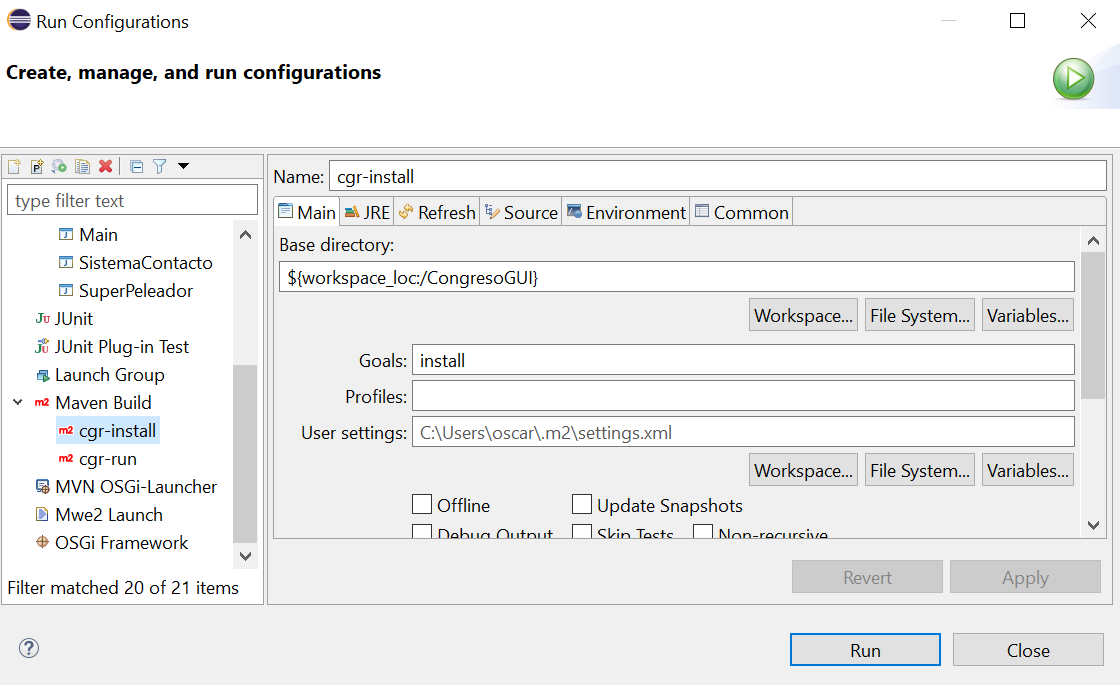 Run Configurations
Create, manage, and run configurations
type filter text
Main
SistemaContacto
SuperPeleador
JUnit
JUnit Plug-in Test
Launch Group
Maven Build
cgr-install
cgr-run
MVN OSGi-Launcher
Mwe2 Launch
OSGi Framework
Filter matched 20 of 21 items
Name: cgr-install
Main JRE Refresh Source Environment Common
Base directory:
${workspace_loc:/CongresoGUI}
Workspace... File System... Variables...
Goals: install
Profiles:
User settings: C:\Users\oscar\.m2\settings.xml
Workspace... File System... Variables...
Offline Update Snapshots
Debug Output Skip Tests Non-recursive
Revert Apply
Run Close